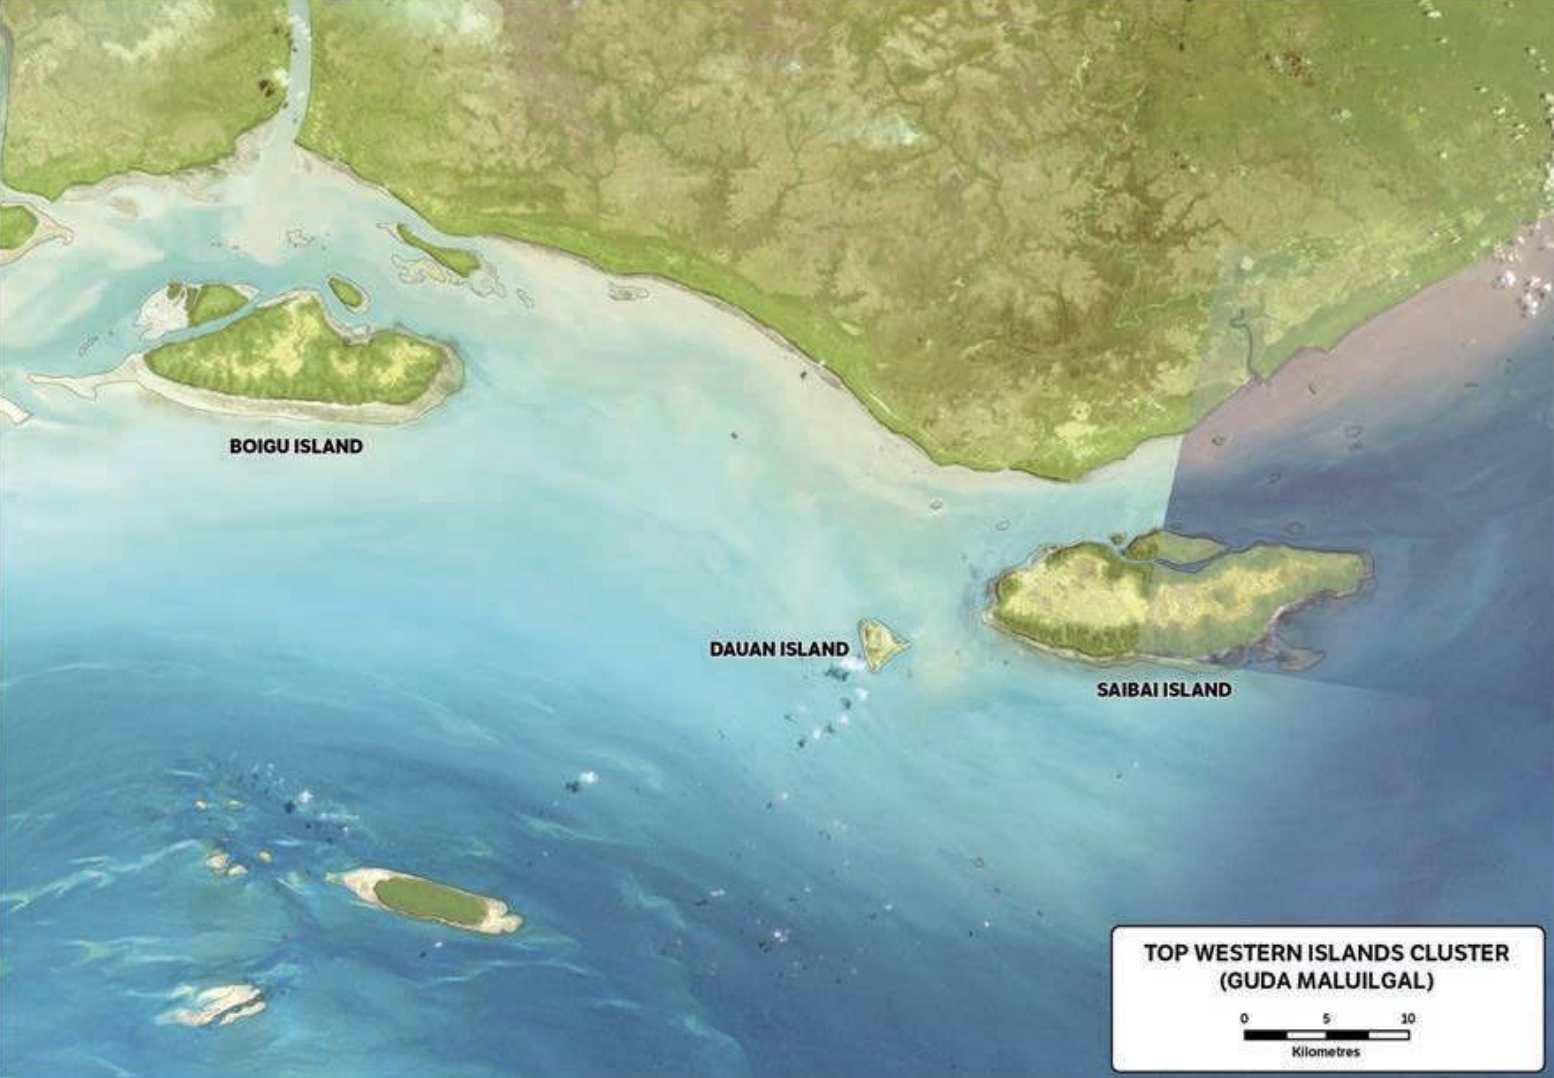 BOIGU ISLAND
DAUAN ISLAND
SAIBAI ISLAND
TOP WESTERN ISLANDS CLUSTER
(GUDA MALUILGAL)
0 5 10
Kilometres